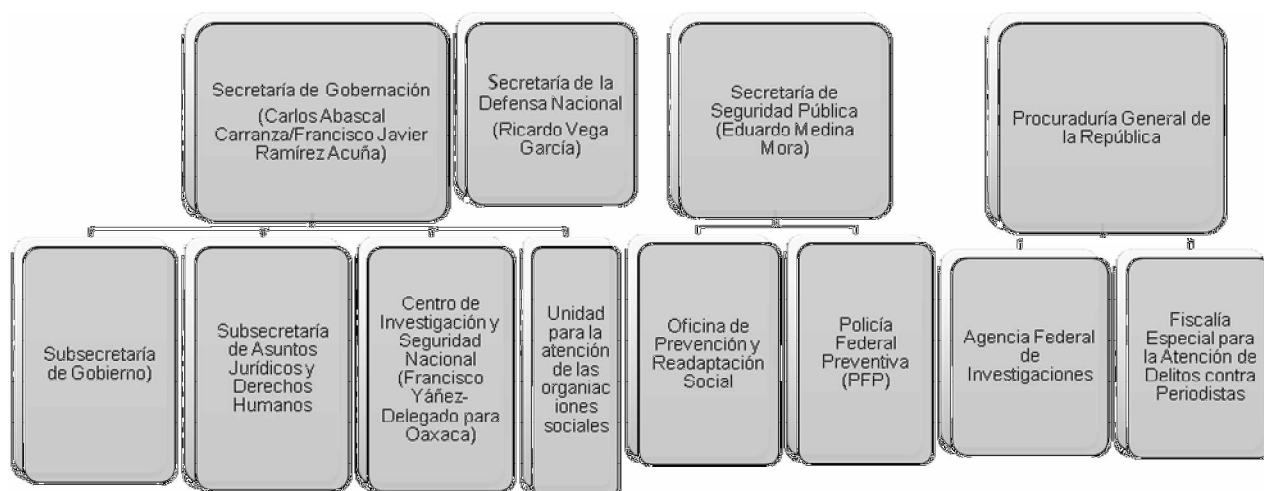 Secretaría de Gobernación
(Carlos Abascal
Carranza/Francisco Javier
Ramírez Acuña)
Secretaría de la
Defensa Nacional
(Ricardo Vega
García)
Secretaría de
Seguridad Pública
(Eduardo Medina
Mora)
Procuraduría General de
la República
Subsecretaría
de Gobierno)
Subsecretaría
de Asuntos
Jurídicos y
Derechos
Humanos
Centro de
Investigación y
Seguridad
Nacional
(Francisco
Yáñez-
Delegado para
Oaxaca)
Unidad
para la
atención
de las
organiac
iones
sociales
Oficina de
Prevención y
Readaptación
Social
Policía
Federal
Preventiva
(PFP)
Agencia Federal
de
Investigaciones
Fiscalía
Especial para
la Atención de
Delitos contra
Periodistas